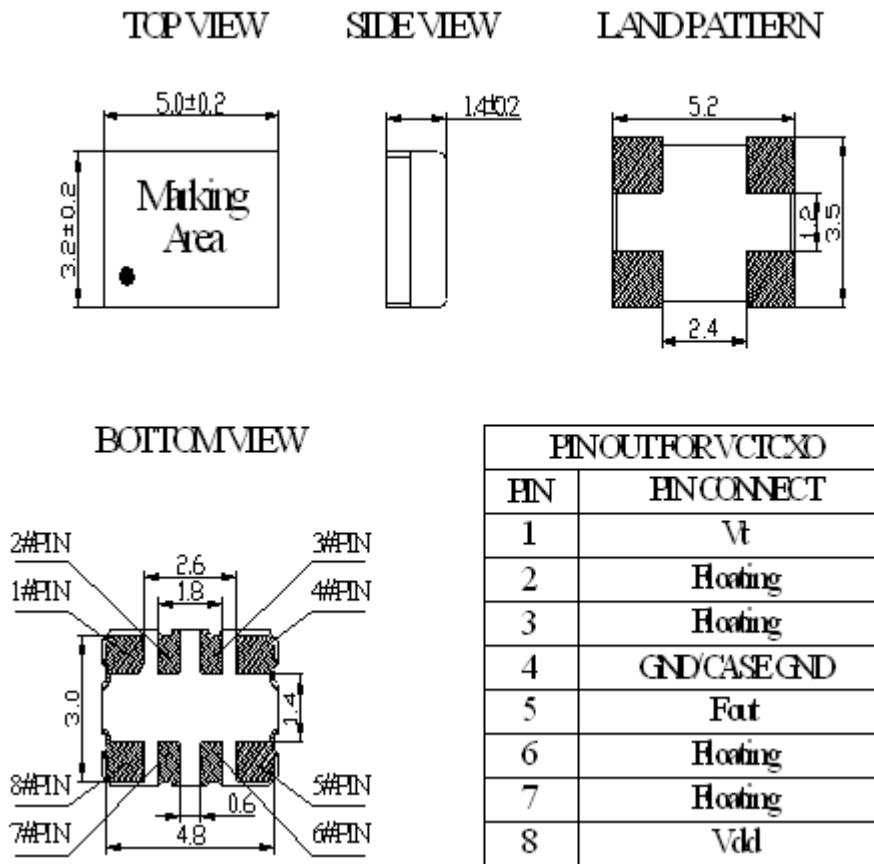 TOP VIEW SIDE VIEW LAND PATTERN
5.0±0.2 1.4±0.2 5.2
3.2±0.2
Marking
Area
1.2
3.5
2.4
BOTTOM VIEW
2#PIN 3#PIN
1#PIN 4#PIN
2.6
1.8
3.0
1.4
8#PIN 5#PIN
7#PIN 6#PIN
0.6
4.8
PIN OUT FOR VCTCXO
PIN PIN CONNECT
1 Vt
2 Floating
3 Floating
4 GND/CASE GND
5 Fout
6 Floating
7 Floating
8 Vdd